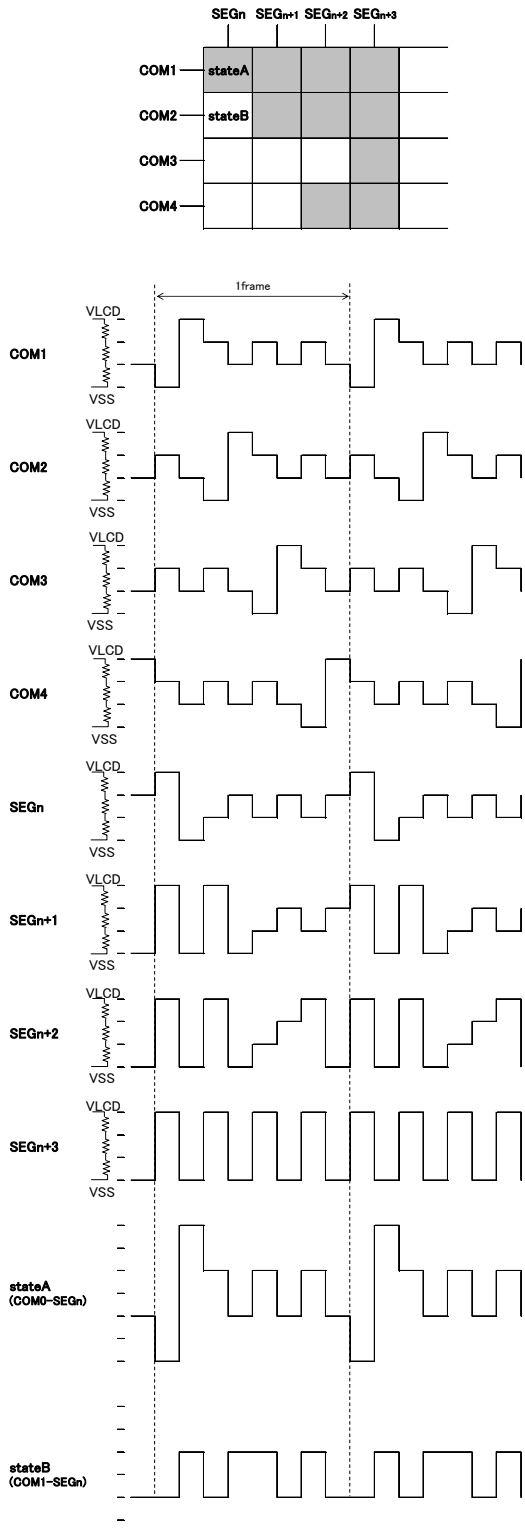 SEGn SEGn+1 SEGn+2 SEGn+3
COM1 stateA
COM2 stateB
COM3
COM4
1frame
VLCD
COM1
VSS
VLCD
COM2
VSS
VLCD
COM3
VSS
VLCD
COM4
VSS
VLCD
SEGn
VSS
VLCD
SEGn+1
VSS
VLCD
SEGn+2
VSS
VLCD
SEGn+3
VSS
stateA
(COM0-SEGn)
stateB
(COM1-SEGn)